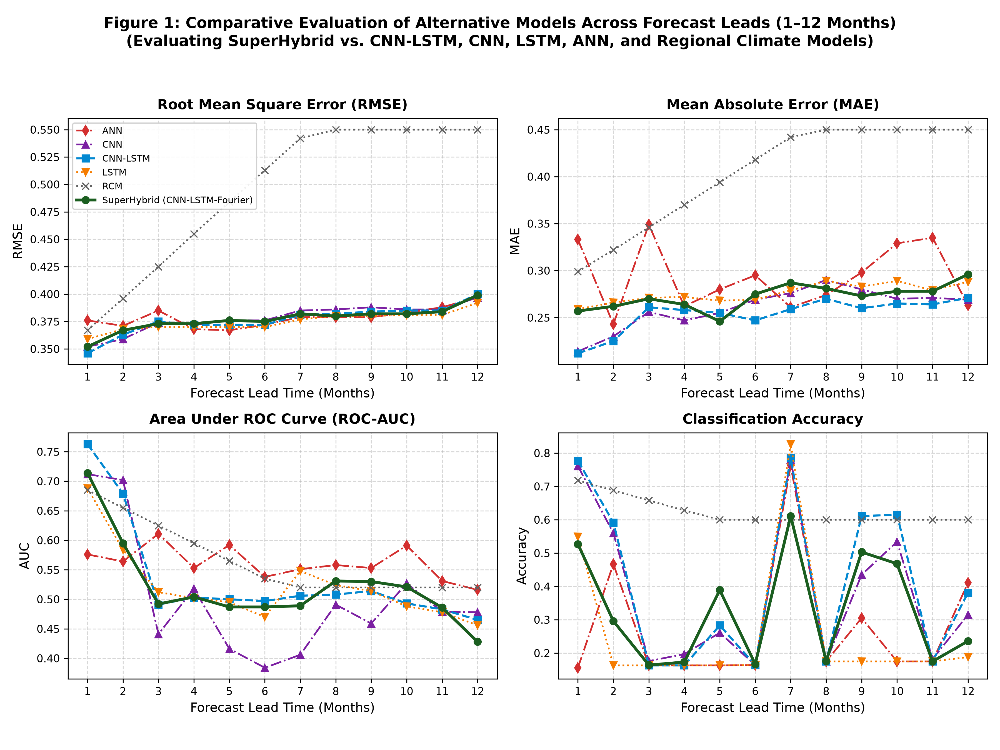 Figure 1: Comparative Evaluation of Alternative Models Across Forecast Leads (1–12 Months)
(Evaluating SuperHybrid vs. CNN-LSTM, CNN, LSTM, ANN, and Regional Climate Models)
Root Mean Square Error (RMSE)
RMSE
0.550
0.525
0.500
0.475
0.450
0.425
0.400
0.375
0.350
ANN
CNN
CNN-LSTM
LSTM
RCM
SuperHybrid (CNN-LSTM-Fourier)
1 2 3 4 5 6 7 8 9 10 11 12
Forecast Lead Time (Months)
Mean Absolute Error (MAE)
MAE
0.45
0.40
0.35
0.30
0.25
1 2 3 4 5 6 7 8 9 10 11 12
Forecast Lead Time (Months)
Area Under ROC Curve (ROC-AUC)
AUC
0.75
0.70
0.65
0.60
0.55
0.50
0.45
0.40
1 2 3 4 5 6 7 8 9 10 11 12
Forecast Lead Time (Months)
Classification Accuracy
Accuracy
0.8
0.7
0.6
0.5
0.4
0.3
0.2
1 2 3 4 5 6 7 8 9 10 11 12
Forecast Lead Time (Months)